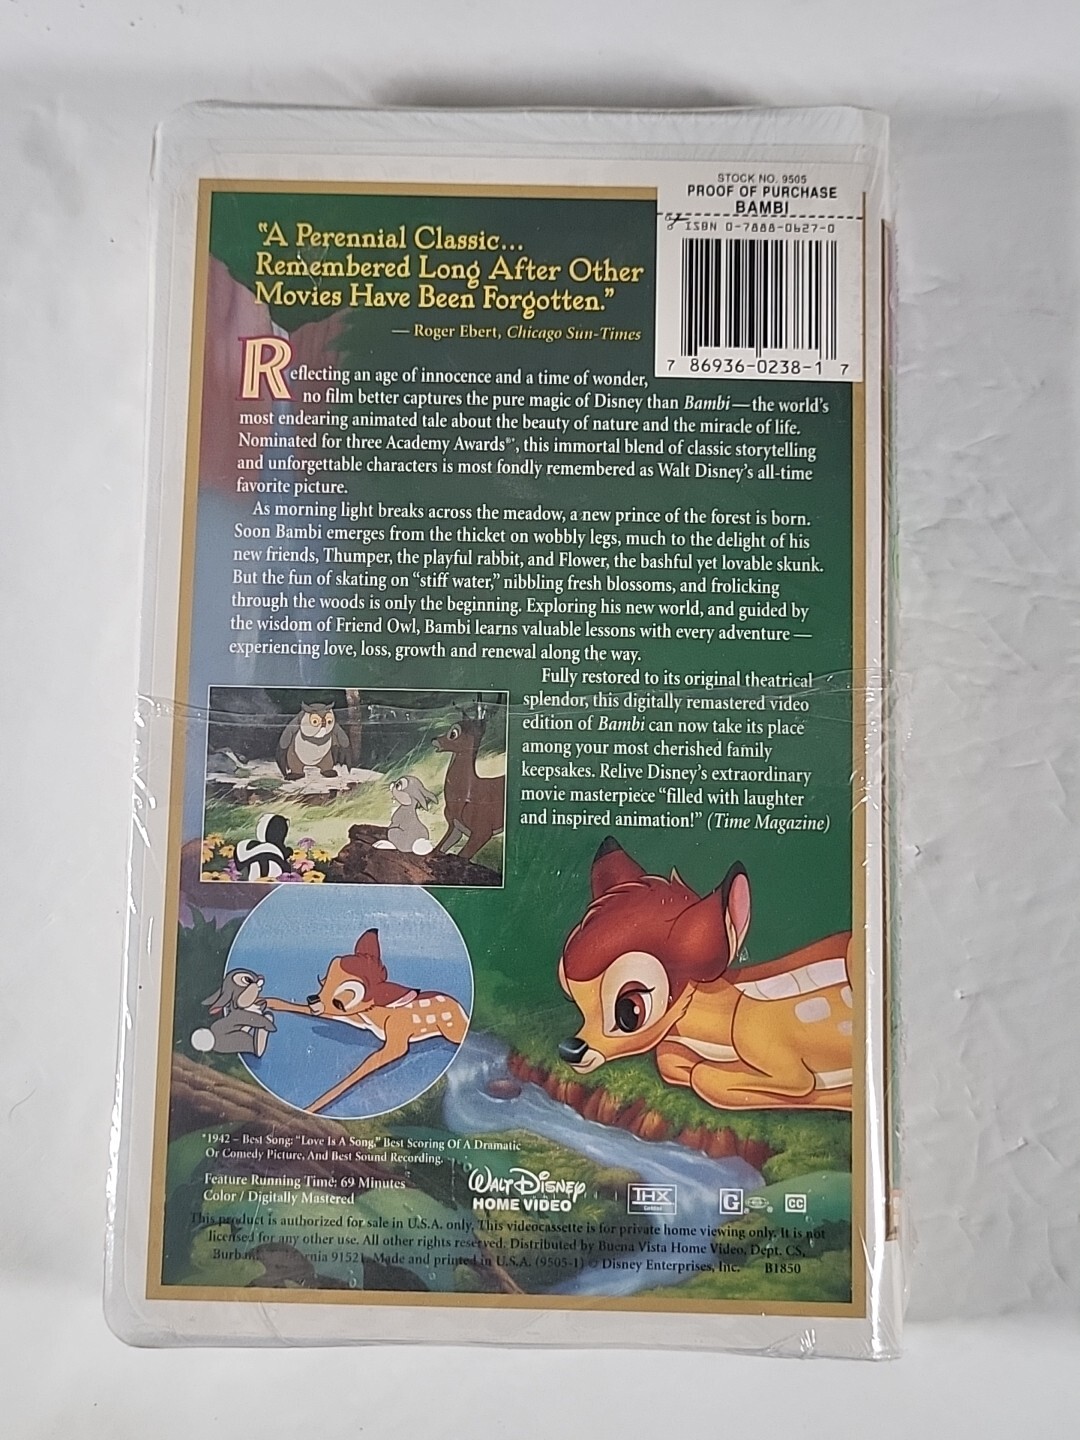 STOCK NO. 9505
PROOF OF PURCHASE
BAMBI
ISBN 0-7888-0627-0
7 86936-0238-1 7
"A Perennial Classic...
Remembered Long After Other
Movies Have Been Forgotten."
— Roger Ebert, Chicago Sun-Times
Reflecting an age of innocence and a time of wonder,
no film better captures the pure magic of Disney than Bambi — the world's
most endearing animated tale about the beauty of nature and the miracle of life.
Nominated for three Academy Awards®*, this immortal blend of classic storytelling
and unforgettable characters is most fondly remembered as Walt Disney's all-time
favorite picture.
As morning light breaks across the meadow, a new prince of the forest is born.
Soon Bambi emerges from the thicket on wobbly legs, much to the delight of his
new friends, Thumper, the playful rabbit, and Flower, the bashful yet lovable skunk.
But the fun of skating on "stiff water," nibbling fresh blossoms, and frolicking
through the woods is only the beginning. Exploring his new world, and guided by
the wisdom of Friend Owl, Bambi learns valuable lessons with every adventure —
experiencing love, loss, growth and renewal along the way.
Fully restored to its original theatrical
splendor, this digitally remastered video
edition of Bambi can now take its place
among your most cherished family
keepsakes. Relive Disney's extraordinary
movie masterpiece "filled with laughter
and inspired animation!" (Time Magazine)
*1942 – Best Song: "Love Is A Song," Best Scoring Of A Dramatic
Or Comedy Picture, And Best Sound Recording.
Feature Running Time: 69 Minutes
Color / Digitally Mastered
WALT DISNEY
HOME VIDEO
THX
G
CC
This product is authorized for sale in U.S.A. only. This videocassette is for private home viewing only. It is not
licensed for any other use. All other rights reserved. Distributed by Buena Vista Home Video, Dept. CS,
91521. Made and printed in U.S.A. (9505-1) © Disney Enterprises, Inc. B1850